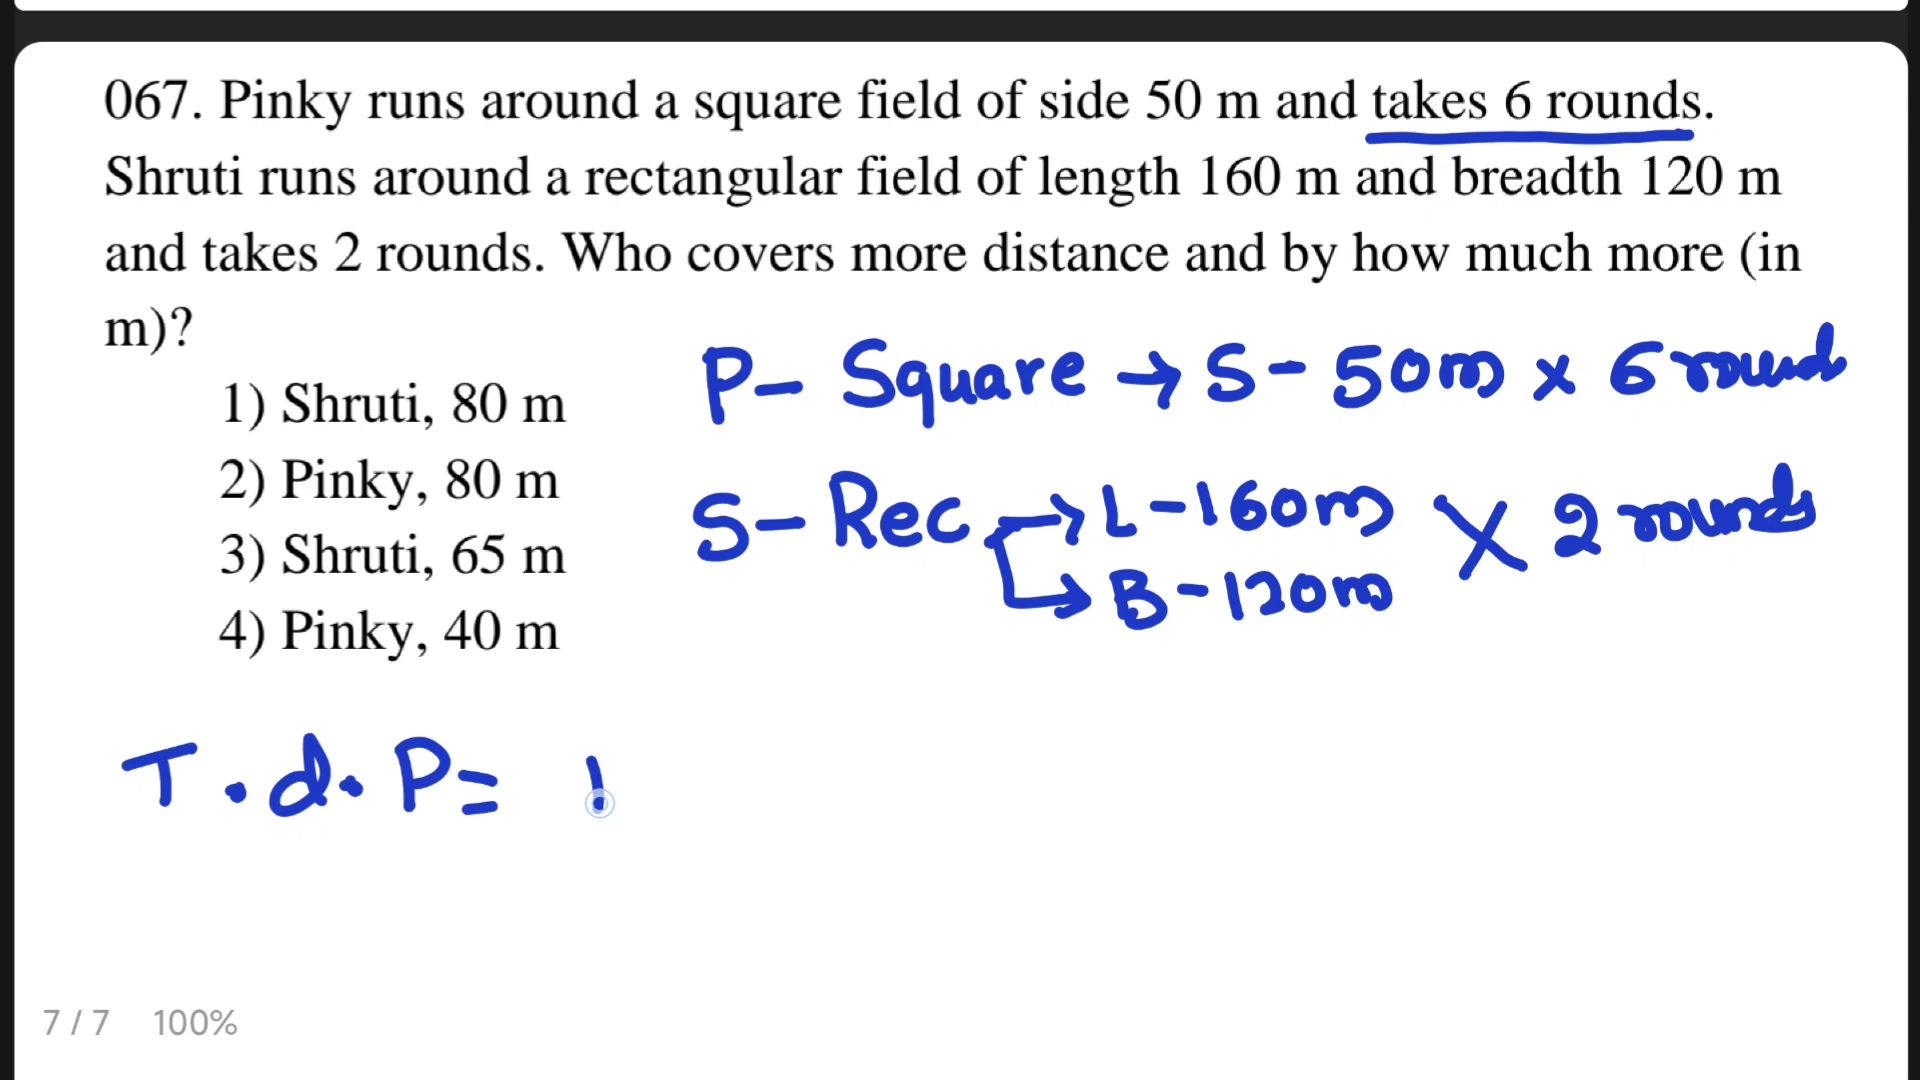 067. Pinky runs around a square field of side 50 m and takes 6 rounds.
Shruti runs around a rectangular field of length 160 m and breadth 120 m
and takes 2 rounds. Who covers more distance and by how much more (in
m)?
1) Shruti, 80 m
2) Pinky, 80 m
3) Shruti, 65 m
4) Pinky, 40 m
P- Square → S- 50m × 6 rounds
S- Rec → L-160m × 2 rounds
→ B-120m
T.d.P=
7 / 7 100%